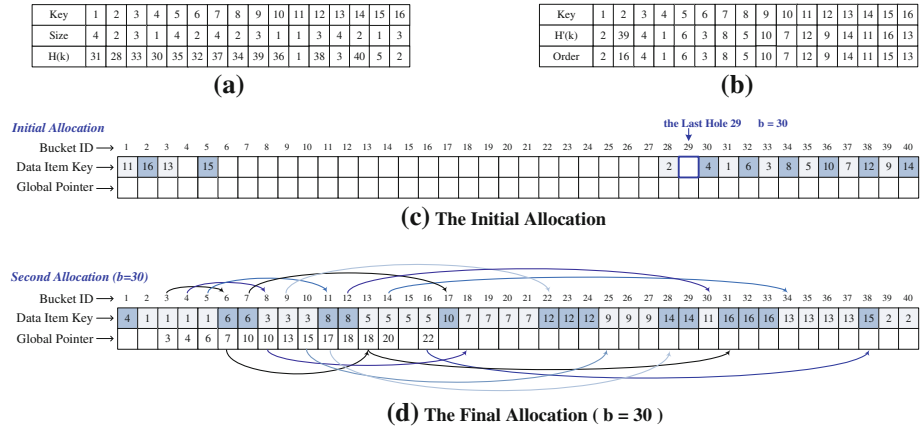 Key 1 2 3 4 5 6 7 8 9 10 11 12 13 14 15 16
Size 4 2 3 1 4 2 4 2 3 1 1 3 4 2 1 3
H(k) 31 28 33 30 35 32 37 34 39 36 1 38 3 40 5 2
(a)
Key 1 2 3 4 5 6 7 8 9 10 11 12 13 14 15 16
H'(k) 2 39 4 1 6 3 8 5 10 7 12 9 14 11 16 13
Order 2 16 4 1 6 3 8 5 10 7 12 9 14 11 15 13
(b)
Initial Allocation
the Last Hole 29 b = 30
Bucket ID → 1 2 3 4 5 6 7 8 9 10 11 12 13 14 15 16 17 18 19 20 21 22 23 24 25 26 27 28 29 30 31 32 33 34 35 36 37 38 39 40
Data Item Key → 11 16 13 15 2 4 1 6 3 8 5 10 7 12 9 14
Global Pointer →
(c) The Initial Allocation
Second Allocation (b=30)
Bucket ID → 1 2 3 4 5 6 7 8 9 10 11 12 13 14 15 16 17 18 19 20 21 22 23 24 25 26 27 28 29 30 31 32 33 34 35 36 37 38 39 40
Data Item Key → 4 1 1 1 1 6 6 3 3 3 8 8 5 5 5 5 10 7 7 7 7 12 12 12 9 9 9 14 14 11 16 16 16 13 13 13 13 15 2 2
Global Pointer → 3 4 6 7 10 10 13 15 17 18 18 20 22
(d) The Final Allocation ( b = 30 )